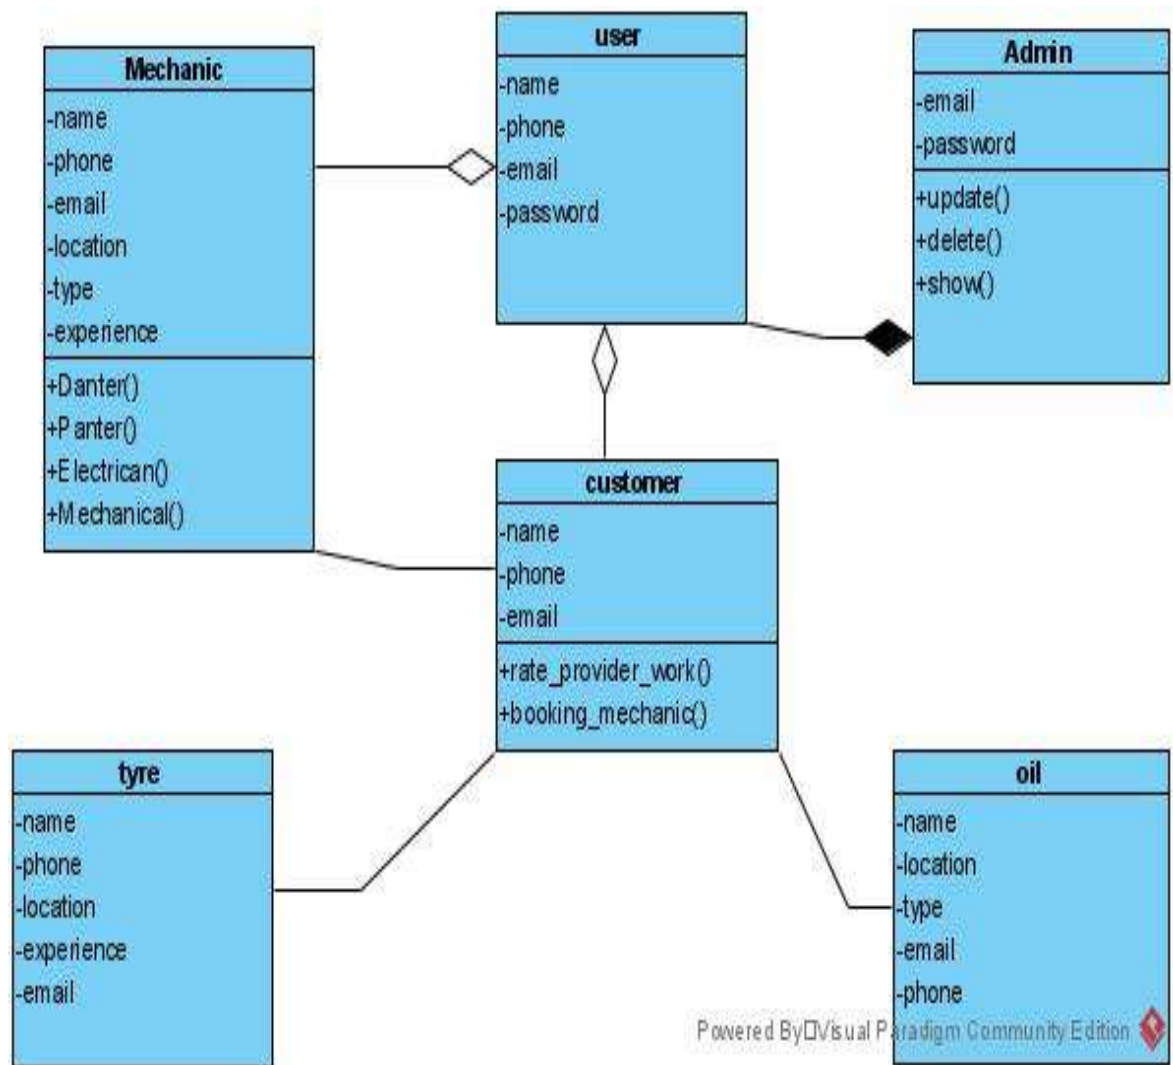 Mechanic
-name
-phone
-email
-location
-type
-experience
+Danter()
+Panter()
+Electrican()
+Mechanical()
user
-name
-phone
-email
-password
Admin
-email
-password
+update()
+delete()
+show()
customer
-name
-phone
-email
+rate_provider_work()
+booking_mechanic()
tyre
-name
-phone
-location
-experience
-email
oil
-name
-location
-type
-email
-phone
Powered By□Visual Paradigm Community Edition